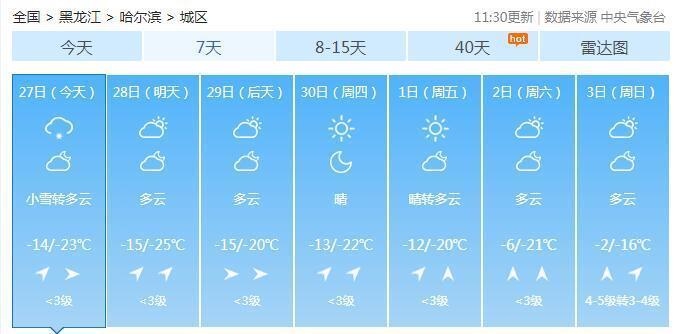 全国 > 黑龙江 > 哈尔滨 > 城区 11:30更新 | 数据来源 中央气象台
今天 7天 8-15天 40天 hot 雷达图
27日（今天） 28日（明天） 29日（后天） 30日（周四） 1日（周五） 2日（周六） 3日（周日）
小雪转多云 多云 多云 晴 晴转多云 多云 多云
-14/-23℃ -15/-25℃ -15/-20℃ -13/-22℃ -12/-20℃ -6/-21℃ -2/-16℃
<3级 <3级 <3级 <3级 <3级 <3级 4-5级转3-4级